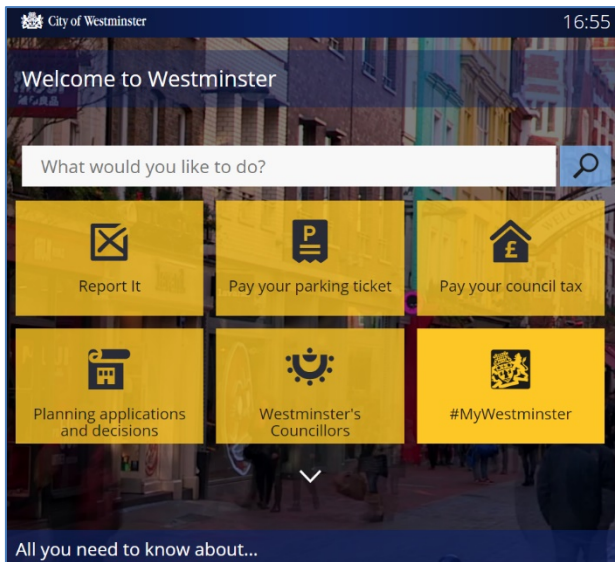 City of Westminster
16:55
Welcome to Westminster
What would you like to do?
Report It
P
Pay your parking ticket
£
Pay your council tax
Planning applications
and decisions
Westminster's
Councillors
#MyWestminster
All you need to know about...